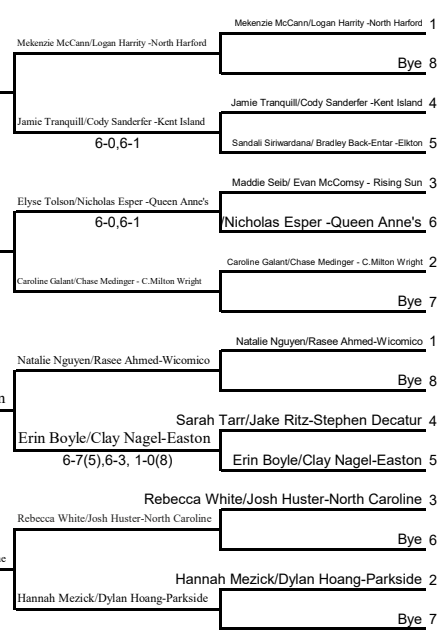 Mekenzie McCann/Logan Harrity -North Harford 1
Mekenzie McCann/Logan Harrity -North Harford
Bye 8
Jamie Tranquill/Cody Sanderfer -Kent Island 4
Jamie Tranquill/Cody Sanderfer -Kent Island
6-0,6-1
Sandali Siriwardana/ Bradley Back-Entar -Elkton 5
Maddie Seib/ Evan McComsy - Rising Sun 3
Elyse Tolson/Nicholas Esper -Queen Anne's
6-0,6-1
/Nicholas Esper -Queen Anne's 6
Caroline Galant/Chase Medinger - C.Milton Wright 2
Caroline Galant/Chase Medinger - C.Milton Wright
Bye 7
Natalie Nguyen/Rasee Ahmed-Wicomico 1
Natalie Nguyen/Rasee Ahmed-Wicomico
Bye 8
n
Sarah Tarr/Jake Ritz-Stephen Decatur 4
Erin Boyle/Clay Nagel-Easton
6-7(5),6-3, 1-0(8)
Erin Boyle/Clay Nagel-Easton 5
Rebecca White/Josh Huster-North Caroline 3
Rebecca White/Josh Huster-North Caroline
Bye 6
e
Hannah Mezick/Dylan Hoang-Parkside 2
Hannah Mezick/Dylan Hoang-Parkside
Bye 7